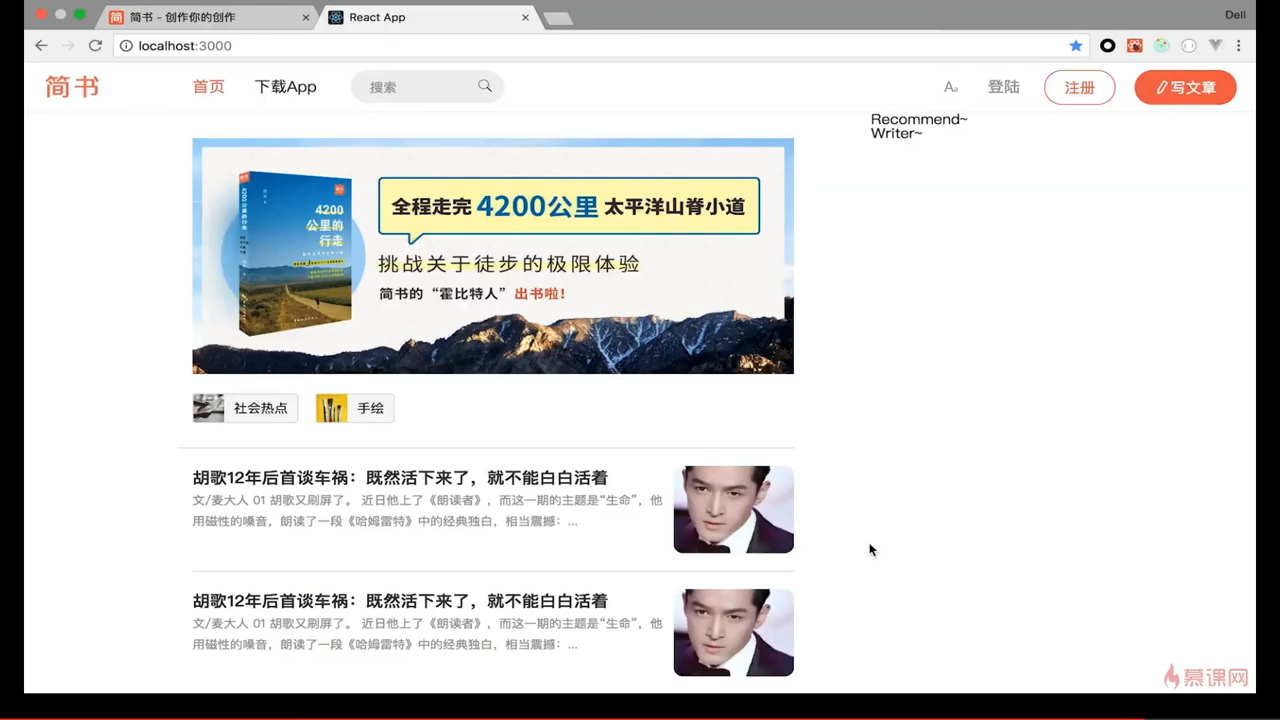 简书 - 创作你的创作
React App
Dell
localhost:3000
简书
首页
下载App
搜索
Aa
登陆
注册
写文章
Recommend~
Writer~
4200
公里的
行走
全程走完 4200公里 太平洋山脊小道
挑战关于徒步的极限体验
简书的“霍比特人”出书啦！
社会热点
手绘
胡歌12年后首谈车祸：既然活下来了，就不能白白活着
文/麦大人 01 胡歌又刷屏了。 近日他上了《朗读者》，而这一期的主题是“生命”，他
用磁性的嗓音，朗读了一段《哈姆雷特》中的经典独白，相当震撼： ...
胡歌12年后首谈车祸：既然活下来了，就不能白白活着
文/麦大人 01 胡歌又刷屏了。 近日他上了《朗读者》，而这一期的主题是“生命”，他
用磁性的嗓音，朗读了一段《哈姆雷特》中的经典独白，相当震撼： ...
慕课网